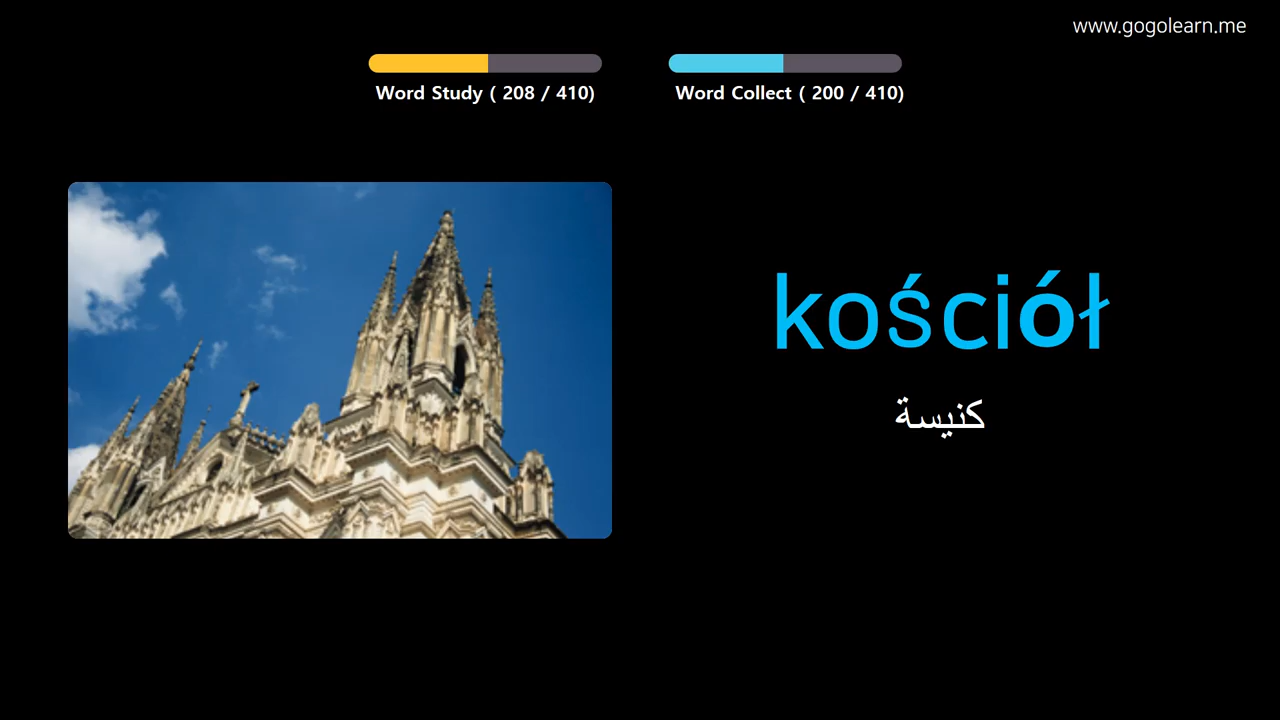 www.gogolearn.me
Word Study ( 208 / 410)
Word Collect ( 200 / 410)
kościół
كنيسة